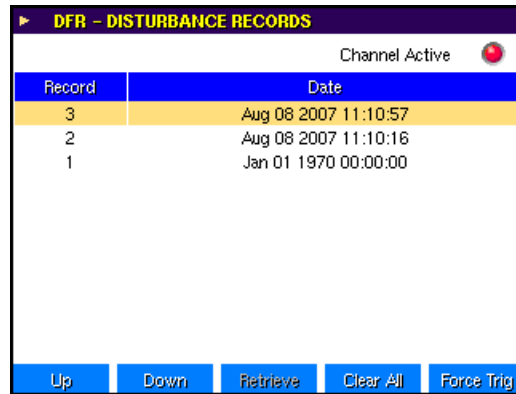 DFR - DISTURBANCE RECORDS
Channel Active
Record Date
3 Aug 08 2007 11:10:57
2 Aug 08 2007 11:10:16
1 Jan 01 1970 00:00:00
Up Down Retrieve Clear All Force Trig